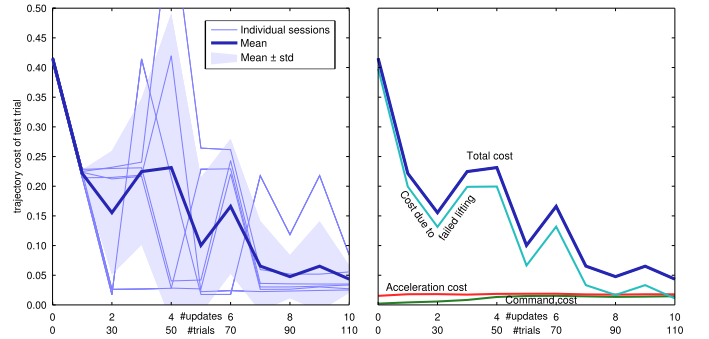 0.50
0.45
0.40
0.35
0.30
0.25
0.20
0.15
0.10
0.05
0.00
trajectory cost of test trial
Individual sessions
Mean
Mean ± std
0 2 4 #updates 6 8 10
0 30 50 #trials 70 90 110
Total cost
Cost due to
failed lifting
Acceleration cost
Command cost
0 2 4 #updates 6 8 10
0 30 50 #trials 70 90 110